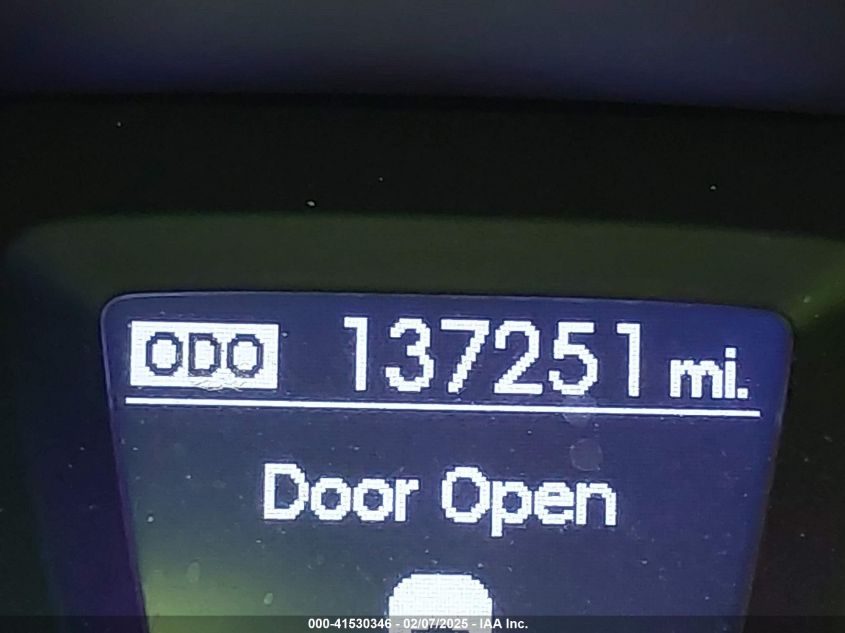 ODO 137251 mi.
Door Open
000-41530346 - 02/07/2025 - IAA Inc.